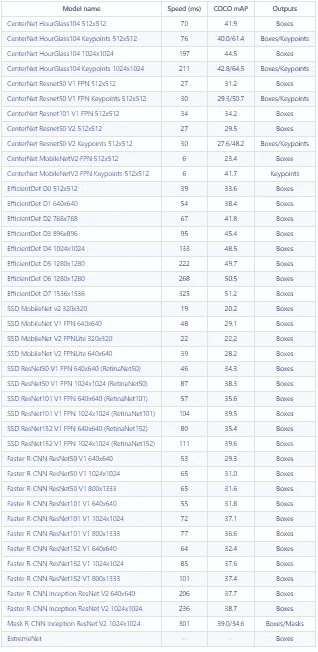 Model name Speed (ms) COCO mAP Outputs
CenterNet HourGlass104 512x512 70 41.9 Boxes
CenterNet HourGlass104 Keypoints 512x512 76 40.0/61.4 Boxes/Keypoints
CenterNet HourGlass104 1024x1024 197 44.5 Boxes
CenterNet HourGlass104 Keypoints 1024x1024 211 42.8/64.5 Boxes/Keypoints
CenterNet Resnet50 V1 FPN 512x512 27 31.2 Boxes
CenterNet Resnet50 V1 FPN Keypoints 512x512 30 29.3/50.7 Boxes/Keypoints
CenterNet Resnet101 V1 FPN 512x512 34 34.2 Boxes
CenterNet Resnet50 V2 512x512 27 29.5 Boxes
CenterNet Resnet50 V2 Keypoints 512x512 30 27.6/48.2 Boxes/Keypoints
CenterNet MobileNetV2 FPN 512x512 6 23.4 Boxes
CenterNet MobileNetV2 FPN Keypoints 512x512 6 41.7 Keypoints
EfficientDet D0 512x512 39 33.6 Boxes
EfficientDet D1 640x640 54 38.4 Boxes
EfficientDet D2 768x768 67 41.8 Boxes
EfficientDet D3 896x896 95 45.4 Boxes
EfficientDet D4 1024x1024 133 48.5 Boxes
EfficientDet D5 1280x1280 222 49.7 Boxes
EfficientDet D6 1280x1280 268 50.5 Boxes
EfficientDet D7 1536x1536 325 51.2 Boxes
SSD MobileNet v2 320x320 19 20.2 Boxes
SSD MobileNet V1 FPN 640x640 48 29.1 Boxes
SSD MobileNet V2 FPNLite 320x320 22 22.2 Boxes
SSD MobileNet V2 FPNLite 640x640 39 28.2 Boxes
SSD ResNet50 V1 FPN 640x640 (RetinaNet50) 46 34.3 Boxes
SSD ResNet50 V1 FPN 1024x1024 (RetinaNet50) 87 38.3 Boxes
SSD ResNet101 V1 FPN 640x640 (RetinaNet101) 57 35.6 Boxes
SSD ResNet101 V1 FPN 1024x1024 (RetinaNet101) 104 39.5 Boxes
SSD ResNet152 V1 FPN 640x640 (RetinaNet152) 80 35.4 Boxes
SSD ResNet152 V1 FPN 1024x1024 (RetinaNet152) 111 39.6 Boxes
Faster R-CNN ResNet50 V1 640x640 53 29.3 Boxes
Faster R-CNN ResNet50 V1 1024x1024 65 31.0 Boxes
Faster R-CNN ResNet50 V1 800x1333 65 31.6 Boxes
Faster R-CNN ResNet101 V1 640x640 55 31.8 Boxes
Faster R-CNN ResNet101 V1 1024x1024 72 37.1 Boxes
Faster R-CNN ResNet101 V1 800x1333 77 36.6 Boxes
Faster R-CNN ResNet152 V1 640x640 64 32.4 Boxes
Faster R-CNN ResNet152 V1 1024x1024 85 37.6 Boxes
Faster R-CNN ResNet152 V1 800x1333 101 37.4 Boxes
Faster R-CNN Inception ResNet V2 640x640 206 37.7 Boxes
Faster R-CNN Inception ResNet V2 1024x1024 236 38.7 Boxes
Mask R-CNN Inception ResNet V2 1024x1024 301 39.0/34.6 Boxes/Masks
ExtremeNet -- -- Boxes